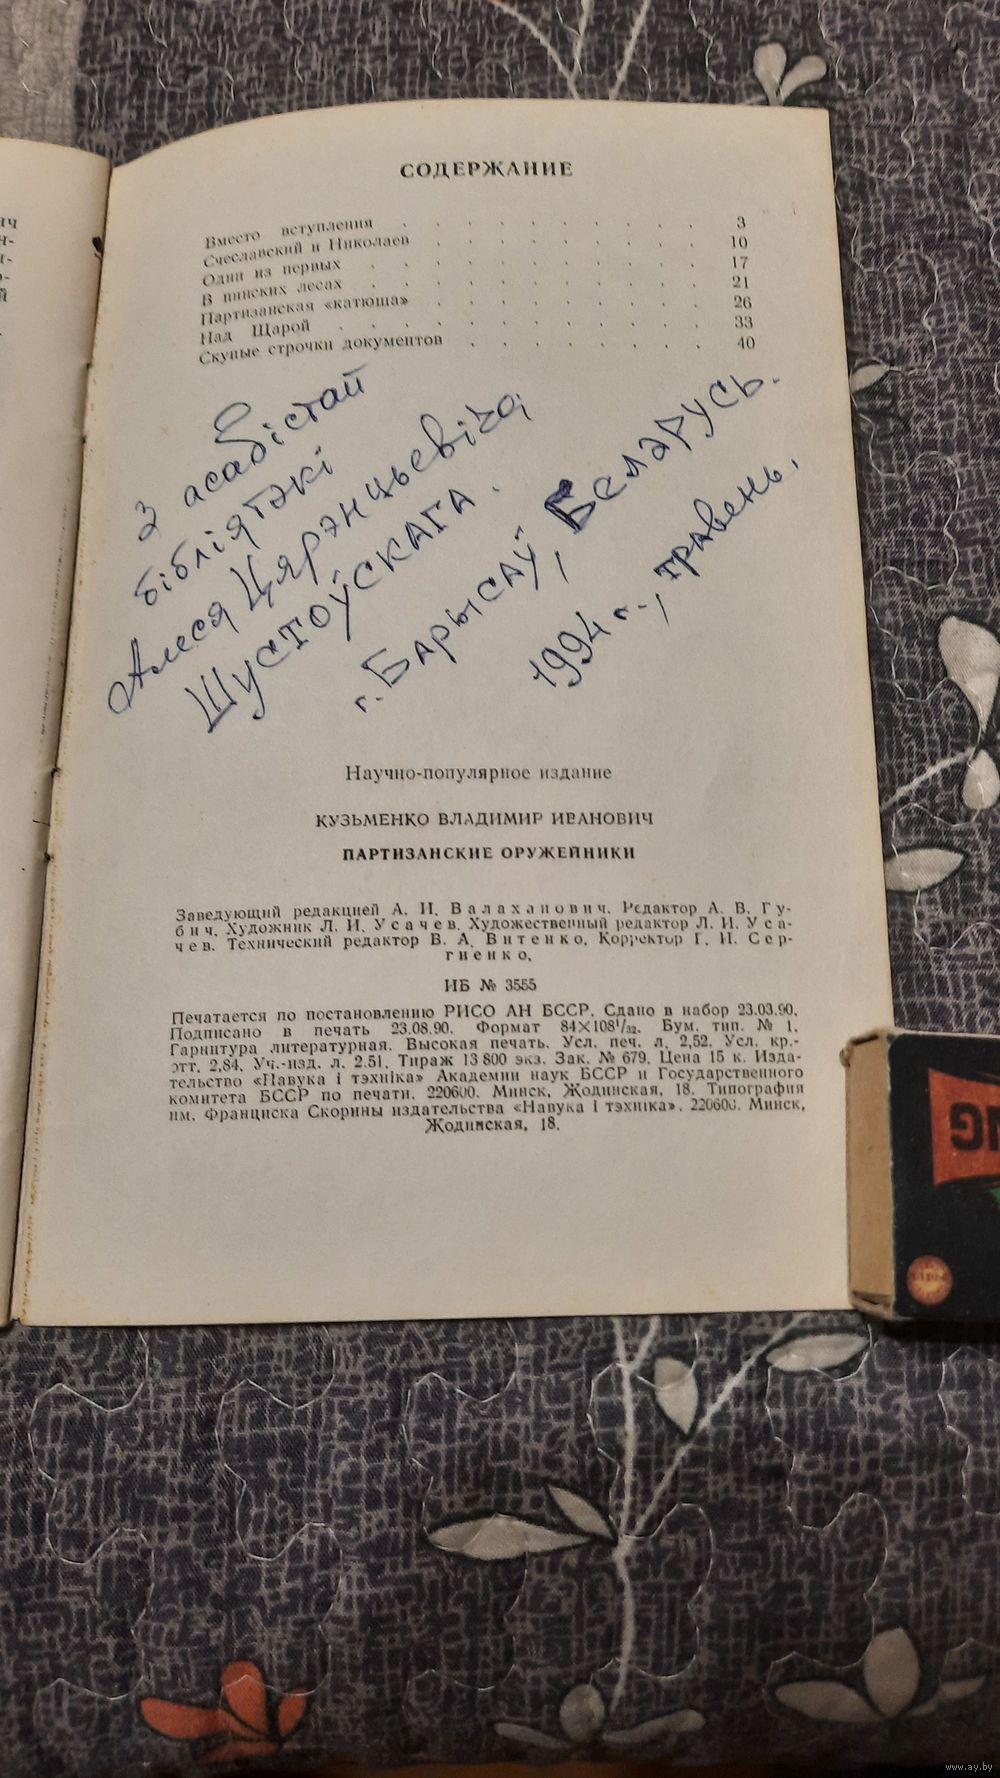 СОДЕРЖАНИЕ
Вместо вступления . . . . . . . . . 3
Счеславский и Николаев . . . . . . . . 10
Один из первых . . . . . . . . . . 17
В пинских лесах . . . . . . . . . . 21
Партизанская «катюша» . . . . . . . . 26
Над Щарой . . . . . . . . . . . 33
Скупые строчки документов . . . . . . . 40
З асабістай
бібліятэкі
Алеся Цярэнцьевіча
Шустоўскага.
г. Барысаў, Беларусь.
1994 г., травень.
Научно-популярное издание
КУЗЬМЕНКО ВЛАДИМИР ИВАНОВИЧ
ПАРТИЗАНСКИЕ ОРУЖЕЙНИКИ
Заведующий редакцией А. И. Валаханович. Редактор А. В. Гу-
бич. Художник Л. И. Усачев. Художественный редактор Л. И. Уса-
чев. Технический редактор В. А. Витенко. Корректор Г. И. Сер-
гиенко.
ИБ № 3555
Печатается по постановлению РИСО АН БССР. Сдано в набор 23.03.90.
Подписано в печать 23.08.90. Формат 84×108¹/₃₂. Бум. тип. № 1.
Гарнитура литературная. Высокая печать. Усл. печ. л. 2,52. Усл. кр.-
отт. 2,84. Уч.-изд. л. 2.51. Тираж 13 800 экз. Зак. № 679. Цена 15 к. Изда-
тельство «Навука і тэхніка» Академии наук БССР и Государственного
комитета БССР по печати. 220600. Минск, Жодинская, 18. Типография
им. Франциска Скорины издательства «Навука і тэхніка». 220600. Минск,
Жодинская, 18.
www.ay.by